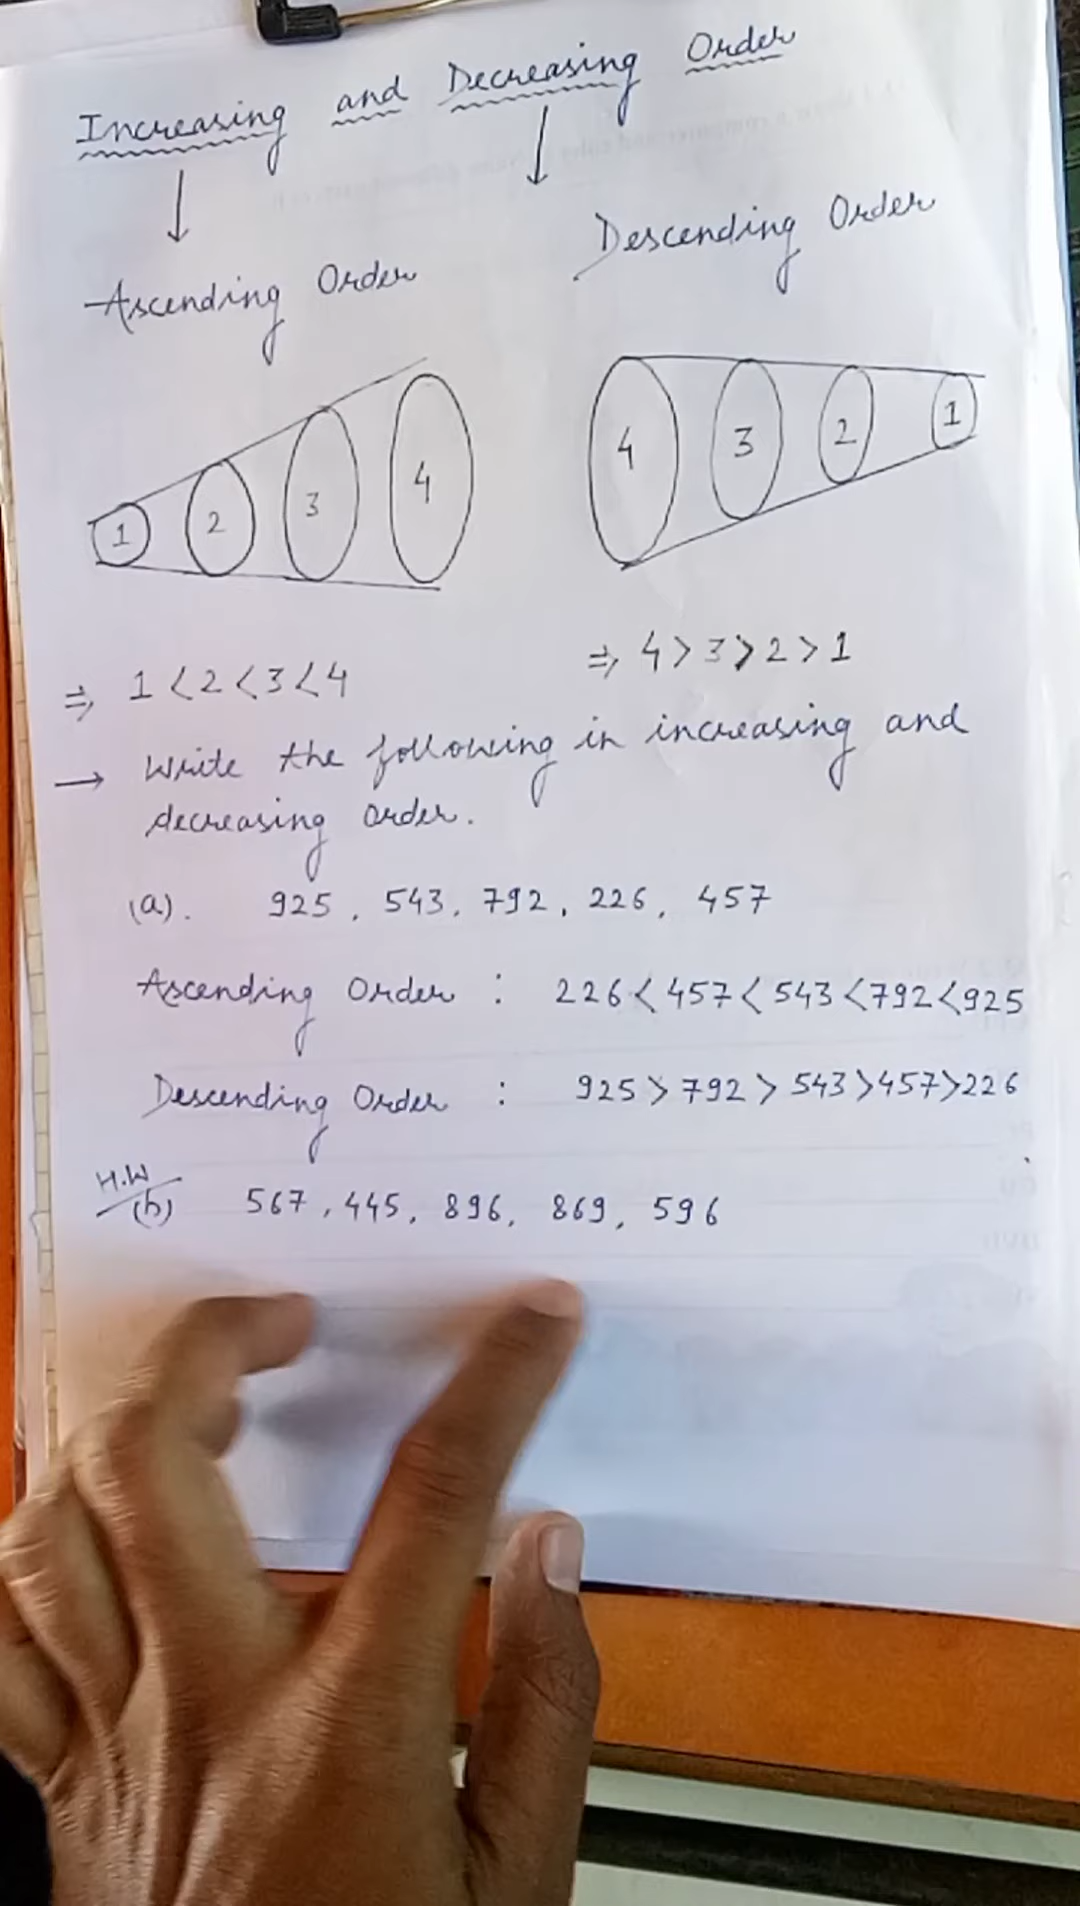 Increasing and Decreasing Order
↓ ↓
Ascending Order Descending Order
1 2 3 4 4 3 2 1
⇒ 1 < 2 < 3 < 4 ⇒ 4 > 3 > 2 > 1
→ Write the following in increasing and
decreasing order.
(a). 925, 543, 792, 226, 457
Ascending Order : 226 < 457 < 543 < 792 < 925
Descending Order : 925 > 792 > 543 > 457 > 226
H.W
(b) 567, 445, 896, 869, 596